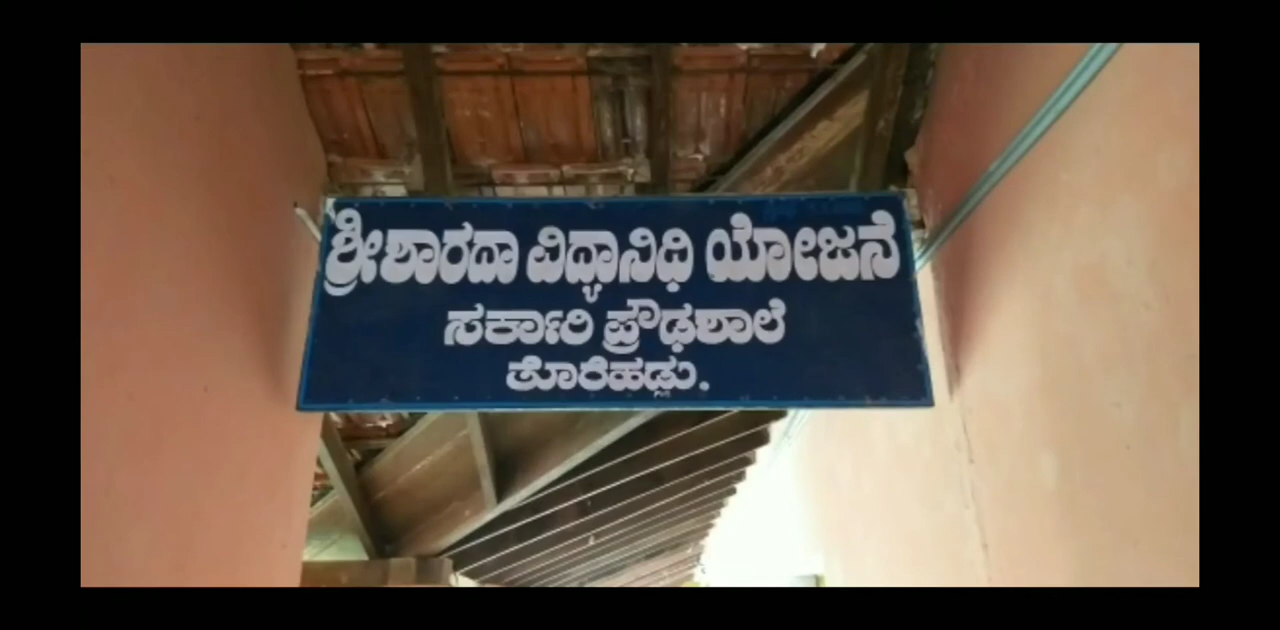 ಶ್ರೀಶಾರದಾ ವಿದ್ಯಾನಿಧಿ ಯೋಜನೆ
ಸರ್ಕಾರಿ ಪ್ರೌಢಶಾಲೆ
ತೊರೆಹಡ್ಲು.